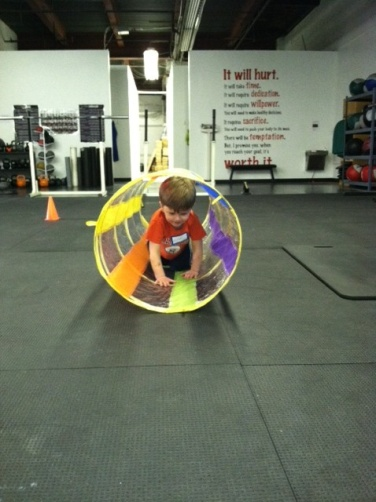 It will hurt.
It will take time.
It will require dedication.
It will require willpower.
You will need to make healthy decisions.
It requires sacrifice.
You will need to push your body to its max.
There will be temptation.
But, I promise you, when
you reach your goal, it's
worth it.